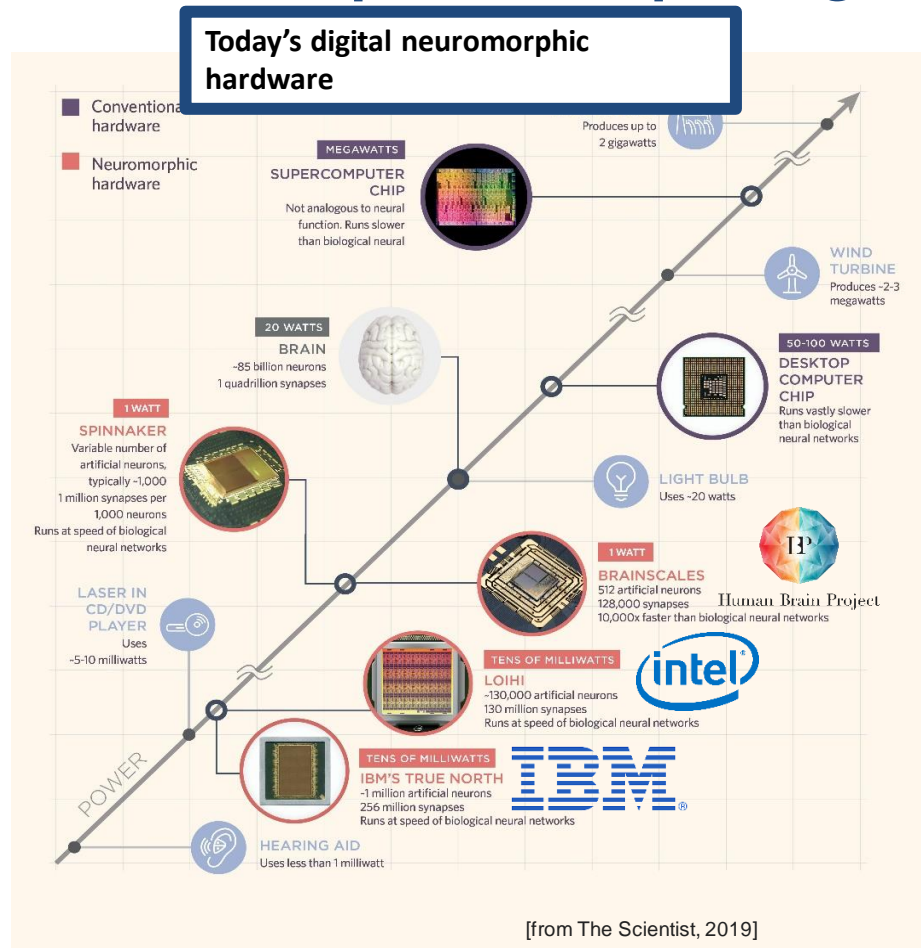 Today's digital neuromorphic
hardware
Conventiona
hardware
Neuromorphic
hardware
Produces up to
2 gigawatts
MEGAWATTS
SUPERCOMPUTER
CHIP
Not analogous to neural
function. Runs slower
than biological neural
WIND
TURBINE
Produces ~2-3
megawatts
20 WATTS
BRAIN
~85 billion neurons
1 quadrillion synapses
50-100 WATTS
DESKTOP
COMPUTER
CHIP
Runs vastly slower
than biological
neural networks
1 WATT
SPINNAKER
Variable number of
artificial neurons,
typically ~1,000
1 million synapses per
1,000 neurons
Runs at speed of biological
neural networks
LIGHT BULB
Uses ~20 watts
1 WATT
BRAINSCALES
512 artificial neurons
128,000 synapses
10,000x faster than biological neural networks
Human Brain Project
LASER IN
CD/DVD
PLAYER
Uses
~5-10 milliwatts
TENS OF MILLIWATTS
LOIHI
~130,000 artificial neurons
130 million synapses
Runs at speed of biological neural networks
intel®
TENS OF MILLIWATTS
IBM'S TRUE NORTH
~1 million artificial neurons
256 million synapses
Runs at speed of biological neural networks
IBM®
POWER
HEARING AID
Uses less than 1 milliwatt
[from The Scientist, 2019]